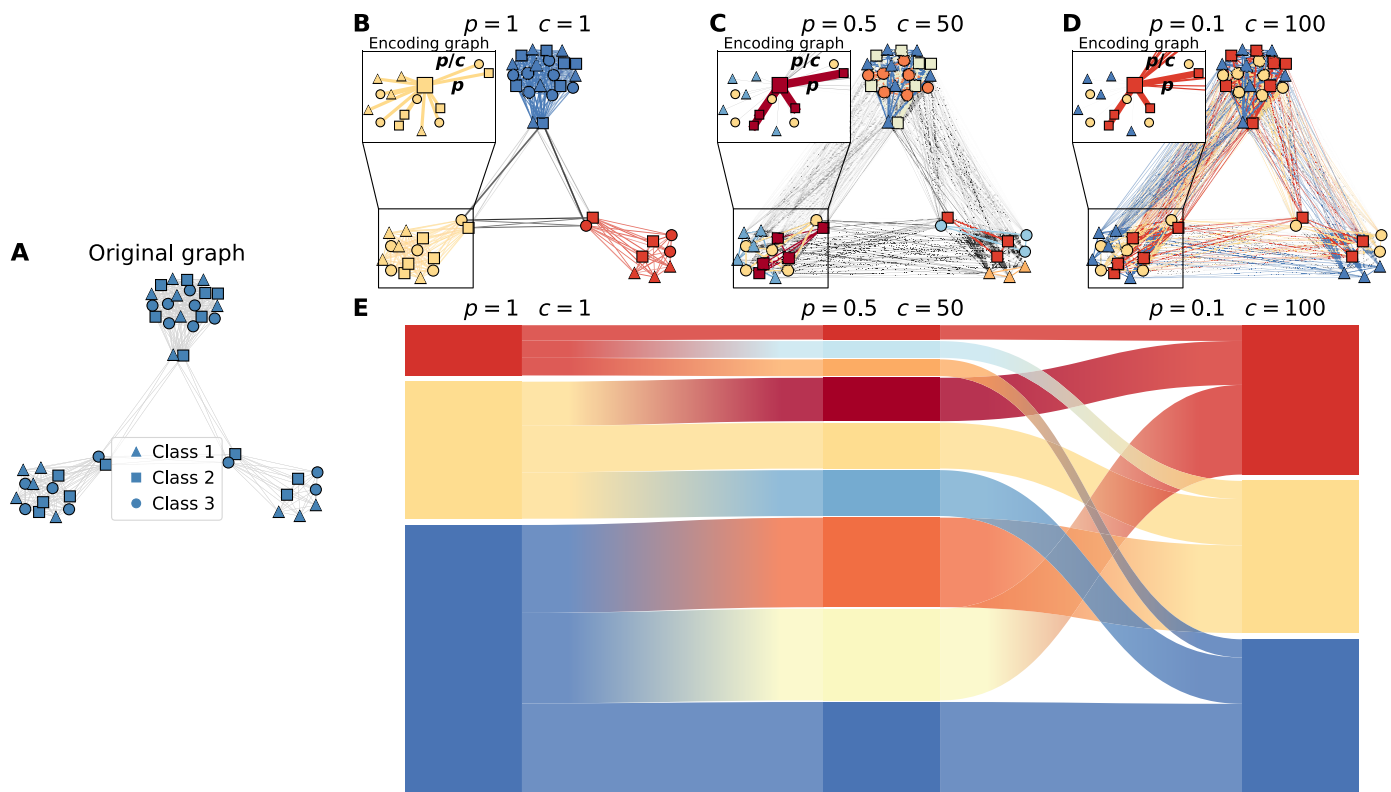 B
p = 1 c = 1
Encoding graph
p/c
p
C
p = 0.5 c = 50
Encoding graph
p/c
p
D
p = 0.1 c = 100
Encoding graph
p/c
p
A
Original graph
Class 1
Class 2
Class 3
E
p = 1 c = 1
p = 0.5 c = 50
p = 0.1 c = 100